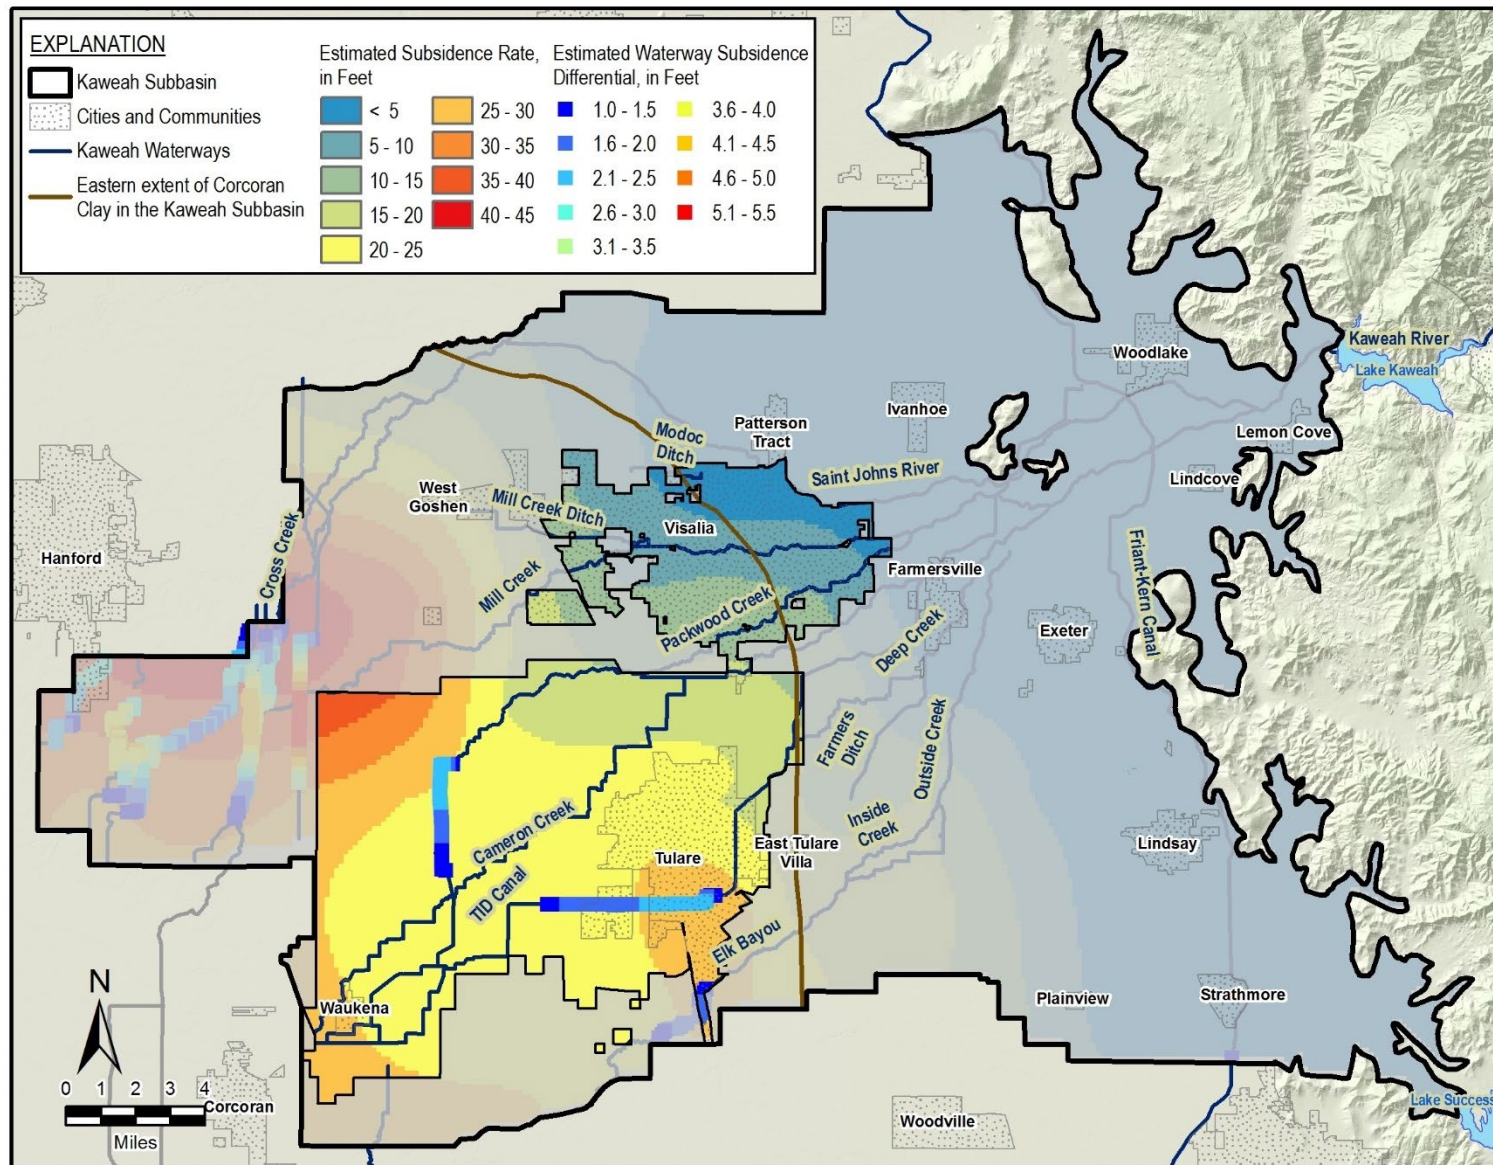 EXPLANATION
Kaweah Subbasin
Cities and Communities
Kaweah Waterways
Eastern extent of Corcoran
Clay in the Kaweah Subbasin
Estimated Subsidence Rate,
in Feet
< 5
5 - 10
10 - 15
15 - 20
20 - 25
25 - 30
30 - 35
35 - 40
40 - 45
Estimated Waterway Subsidence
Differential, in Feet
1.0 - 1.5
1.6 - 2.0
2.1 - 2.5
2.6 - 3.0
3.1 - 3.5
3.6 - 4.0
4.1 - 4.5
4.6 - 5.0
5.1 - 5.5
Kaweah River
Lake Kaweah
Woodlake
Ivanhoe
Patterson
Tract
Lemon Cove
Modoc
Ditch
Saint Johns River
Lindcove
West
Goshen
Mill Creek Ditch
Visalia
Hanford
Cross Creek
Mill Creek
Farmersville
Packwood Creek
Deep Creek
Exeter
Friant-Kern Canal
Farmers
Ditch
Outside Creek
Inside
Creek
Cameron Creek
TID Canal
Tulare
East Tulare
Villa
Lindsay
Elk Bayou
Waukena
Plainview
Strathmore
N
0 1 2 3 4
Miles
Corcoran
Woodville
Lake Success